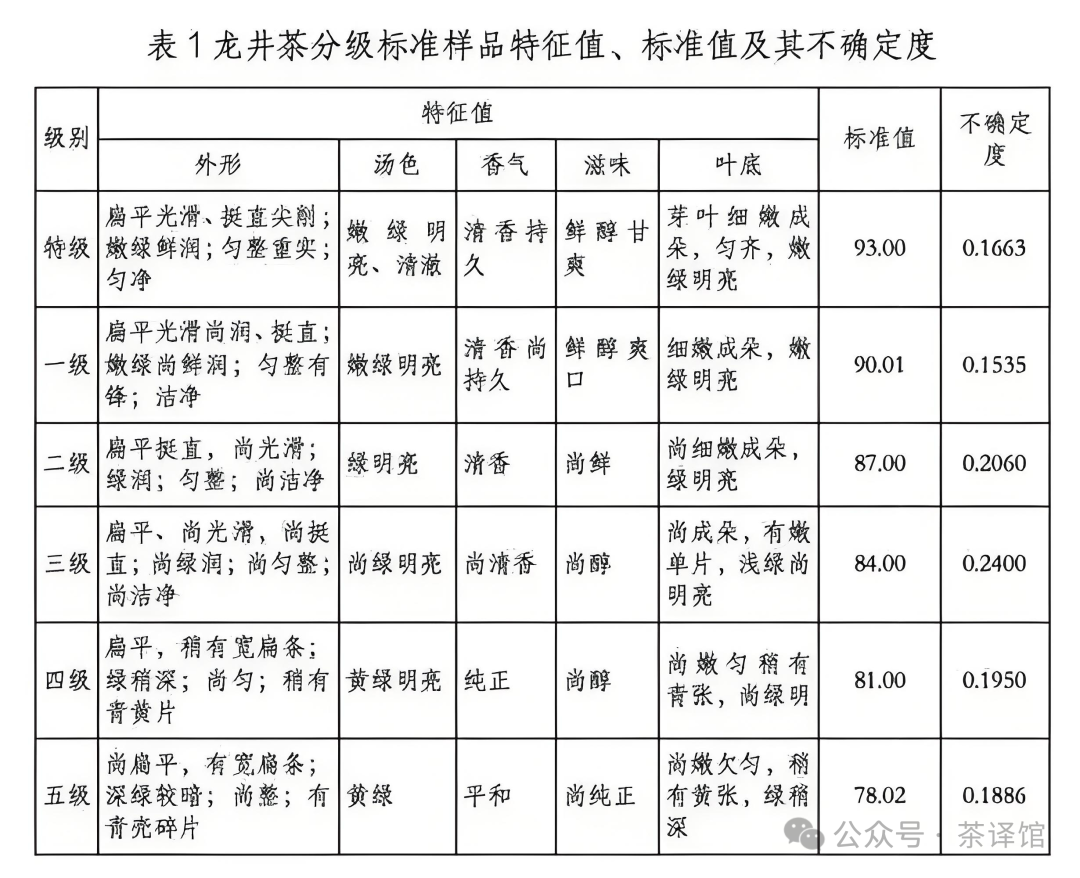 表1龙井茶分级标准样品特征值、标准值及其不确定度
级别
特征值
标准值
不确定
度
外形
汤色
香气
滋味
叶底
特级
扁平光滑、挺直尖削；
嫩绿鲜润；匀整重实；
匀净
嫩绿明
亮、清澈
清香持
久
鲜醇甘
爽
芽叶细嫩成
朵，匀齐，嫩
绿明亮
93.00
0.1663
一级
扁平光滑尚润、挺直；
嫩绿尚鲜润；匀整有
锋；洁净
嫩绿明亮
清香尚
持久
鲜醇爽
口
细嫩成朵，嫩
绿明亮
90.01
0.1535
二级
扁平挺直，尚光滑；
绿润；匀整；尚洁净
绿明亮
清香
尚鲜
尚细嫩成朵，
绿明亮
87.00
0.2060
三级
扁平、尚光滑，尚挺
直；尚绿润；尚匀整；
尚洁净
尚绿明亮
尚清香
尚醇
尚成朵，有嫩
单片，浅绿尚
明亮
84.00
0.2400
四级
扁平，稍有宽扁条；
绿稍深；尚匀；稍有
青黄片
黄绿明亮
纯正
尚醇
尚嫩匀稍有
青张，尚绿明
81.00
0.1950
五级
尚扁平，有宽扁条；
深绿较暗；尚整；有
青壳碎片
黄绿
平和
尚纯正
尚嫩欠匀，稍
有黄张，绿稍
深
78.02
0.1886
公众号·茶译馆